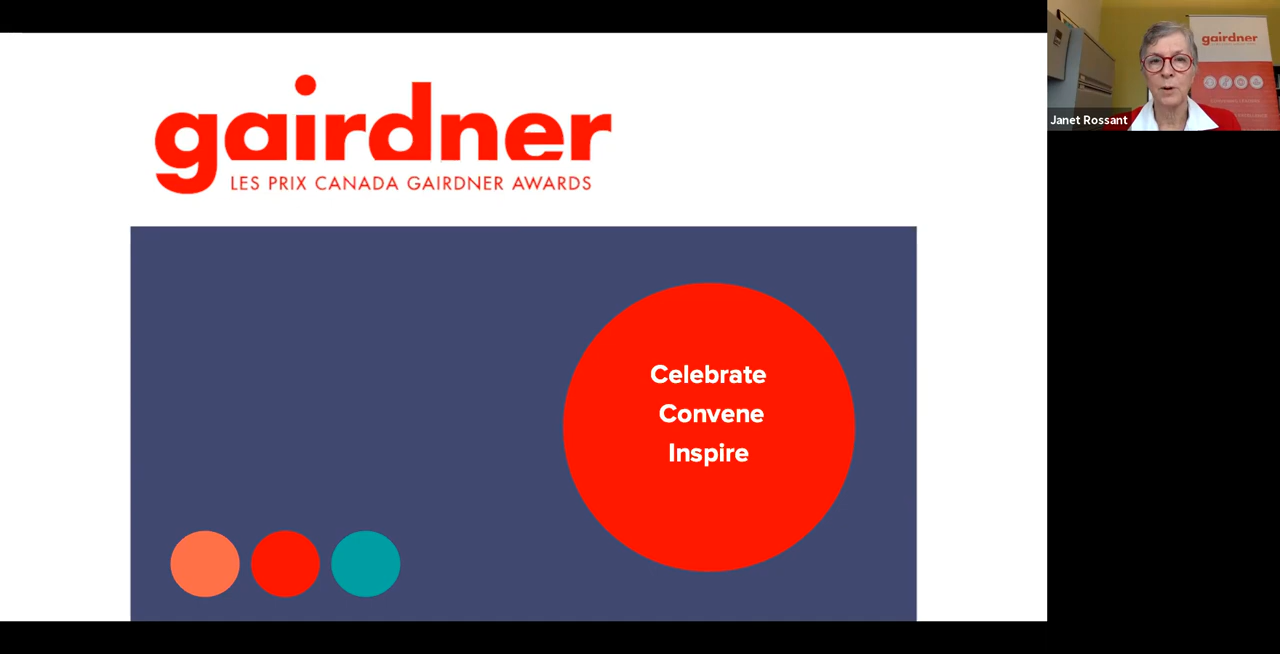 gairdner
LES PRIX CANADA GAIRDNER AWARDS
Celebrate
Convene
Inspire
gairdner
Janet Rossant